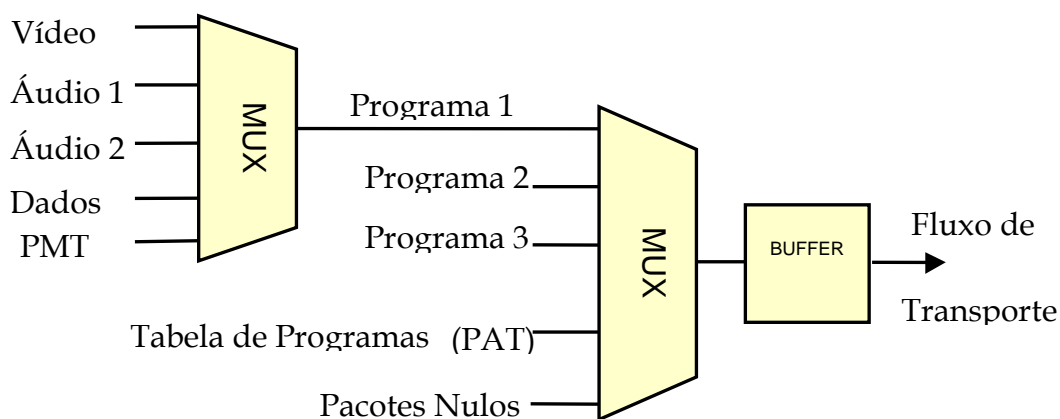 Vídeo
Áudio 1
Áudio 2
Dados
PMT
MUX
Programa 1
Programa 2
Programa 3
Tabela de Programas (PAT)
Pacotes Nulos
MUX
BUFFER
Fluxo de
Transporte